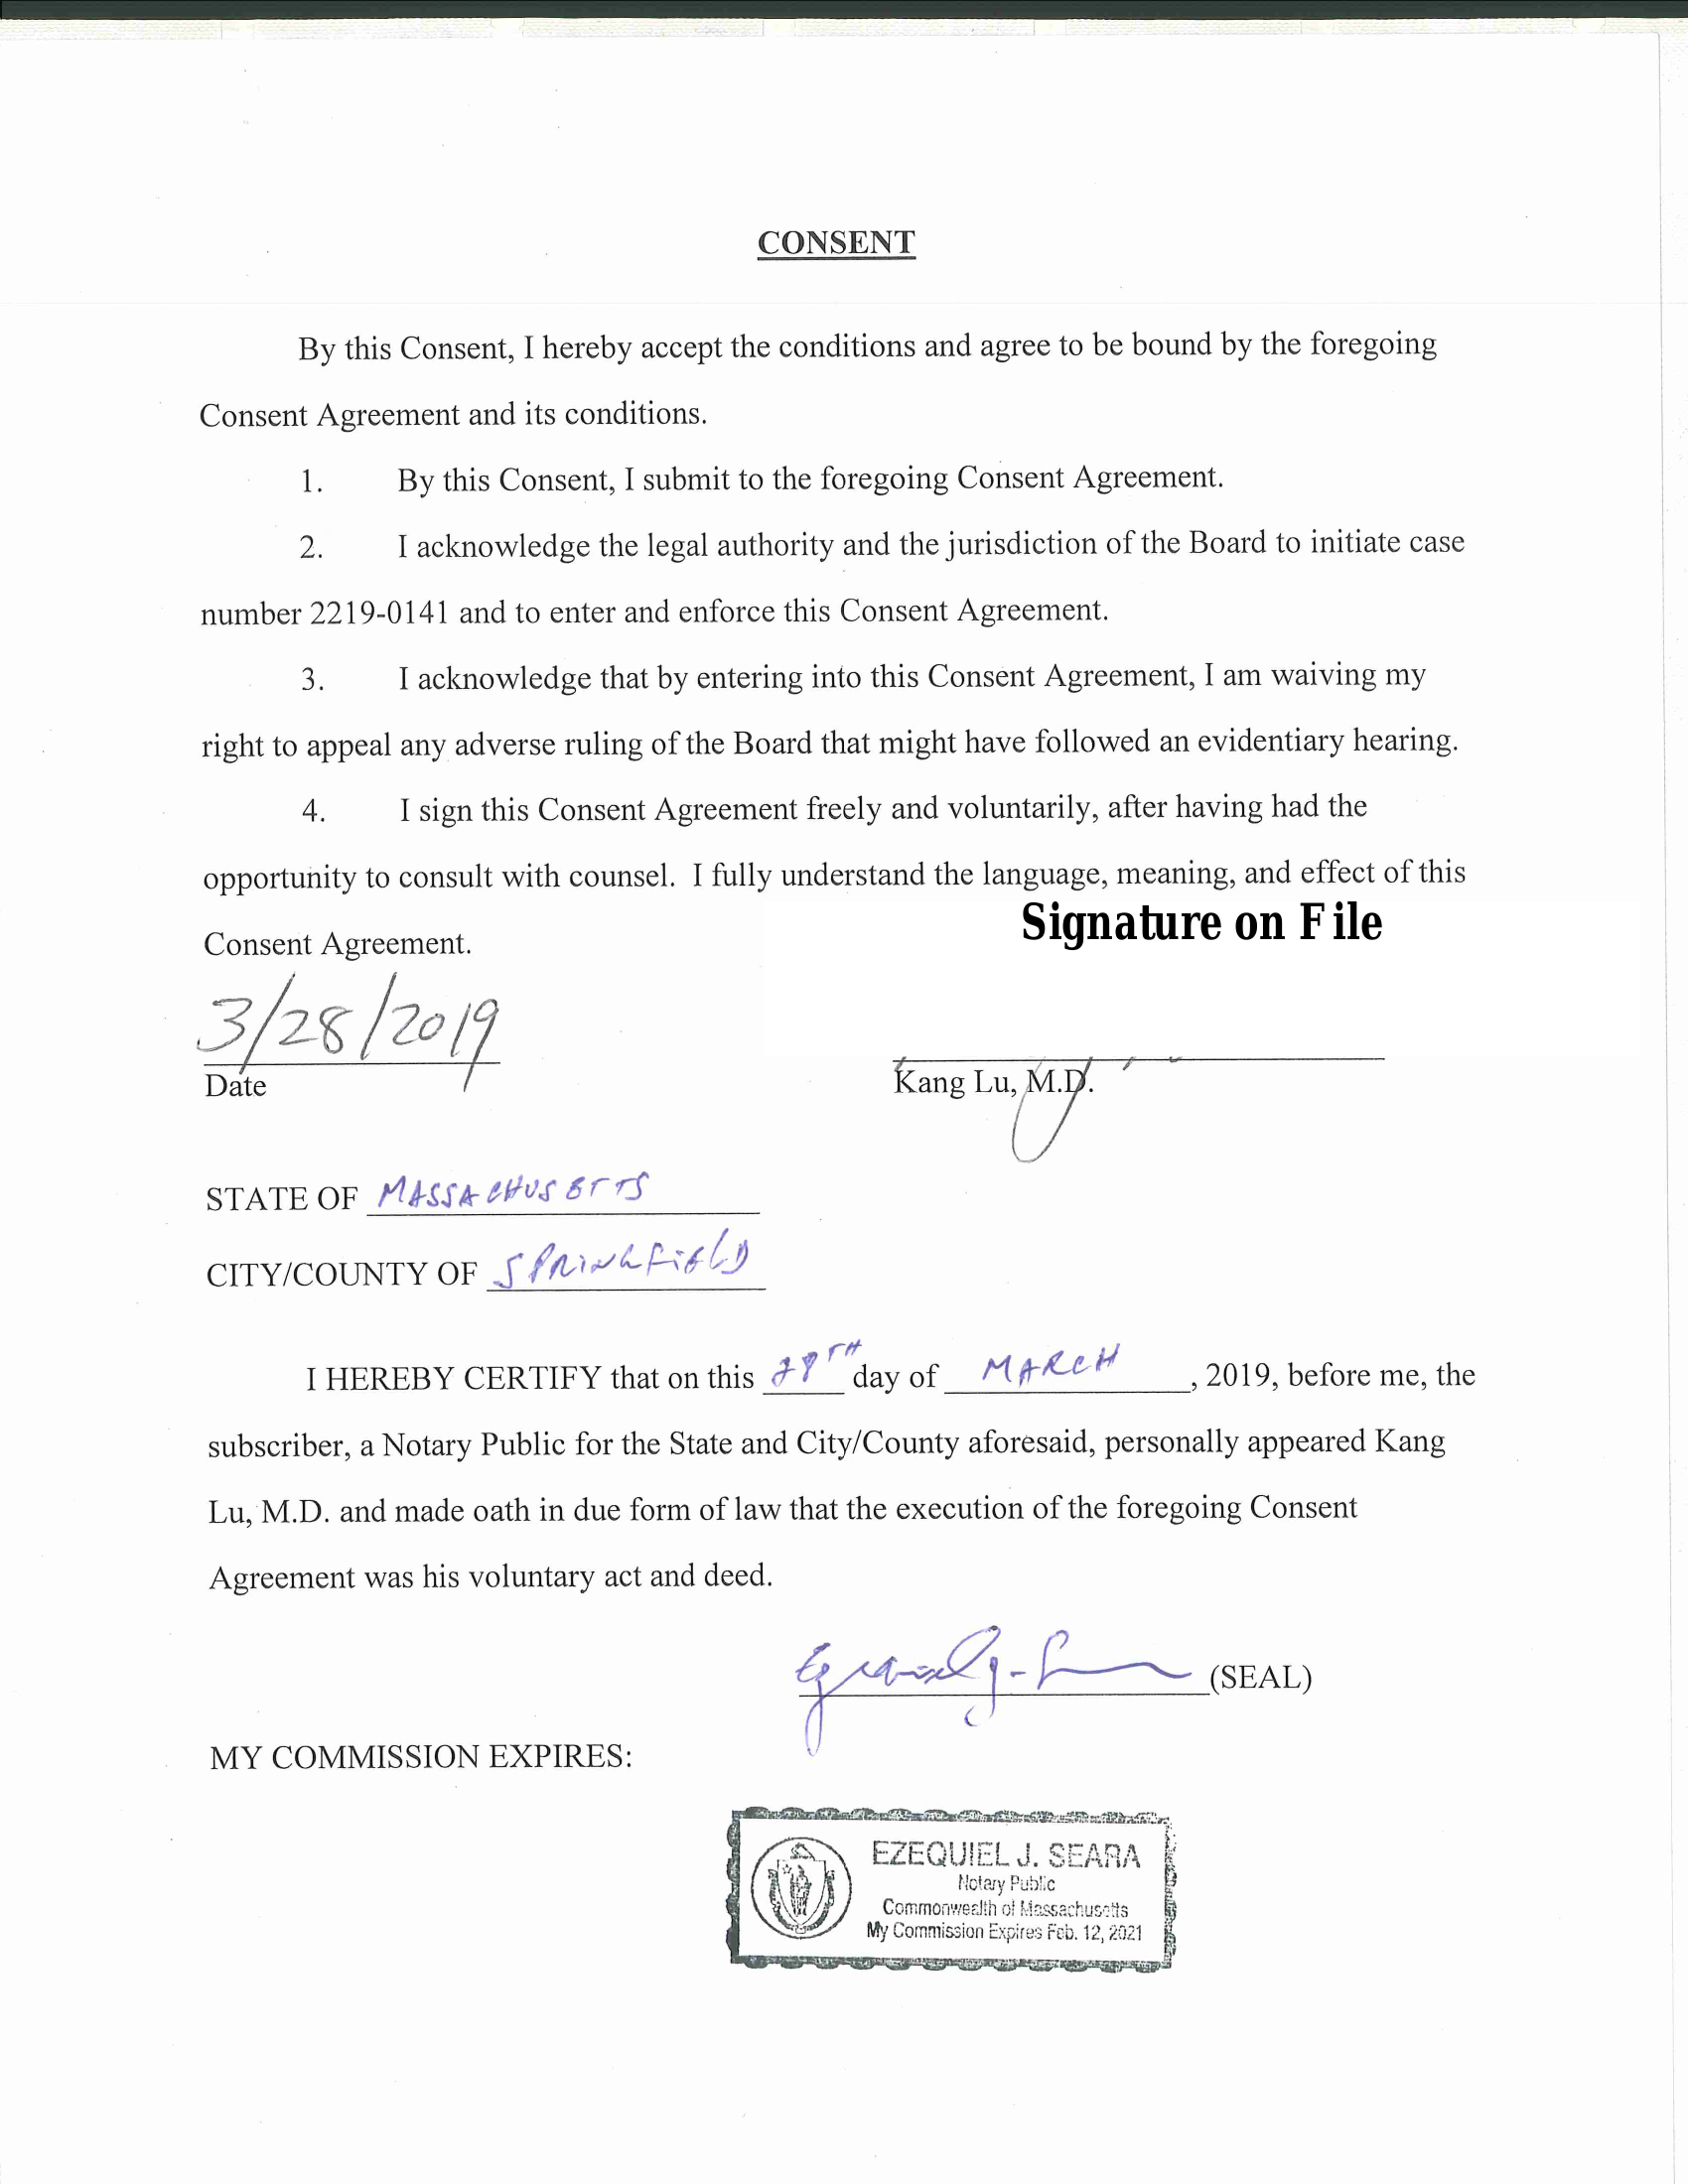 CONSENT
By this Consent, I hereby accept the conditions and agree to be bound by the foregoing
Consent Agreement and its conditions.
1. By this Consent, I submit to the foregoing Consent Agreement.
2. I acknowledge the legal authority and the jurisdiction of the Board to initiate case
number 2219-0141 and to enter and enforce this Consent Agreement.
3. I acknowledge that by entering into this Consent Agreement, I am waiving my
right to appeal any adverse ruling of the Board that might have followed an evidentiary hearing.
4. I sign this Consent Agreement freely and voluntarily, after having had the
opportunity to consult with counsel. I fully understand the language, meaning, and effect of this
Consent Agreement.
Signature on File
3/28/2019
Date
Kang Lu, M.D.
STATE OF MASSACHUSETTS
CITY/COUNTY OF SPRINGFIELD
I HEREBY CERTIFY that on this 28TH day of MARCH, 2019, before me, the
subscriber, a Notary Public for the State and City/County aforesaid, personally appeared Kang
Lu, M.D. and made oath in due form of law that the execution of the foregoing Consent
Agreement was his voluntary act and deed.
(SEAL)
MY COMMISSION EXPIRES:
EZEQUIEL J. SEARA
Notary Public
Commonwealth of Massachusetts
My Commission Expires Feb. 12, 2021